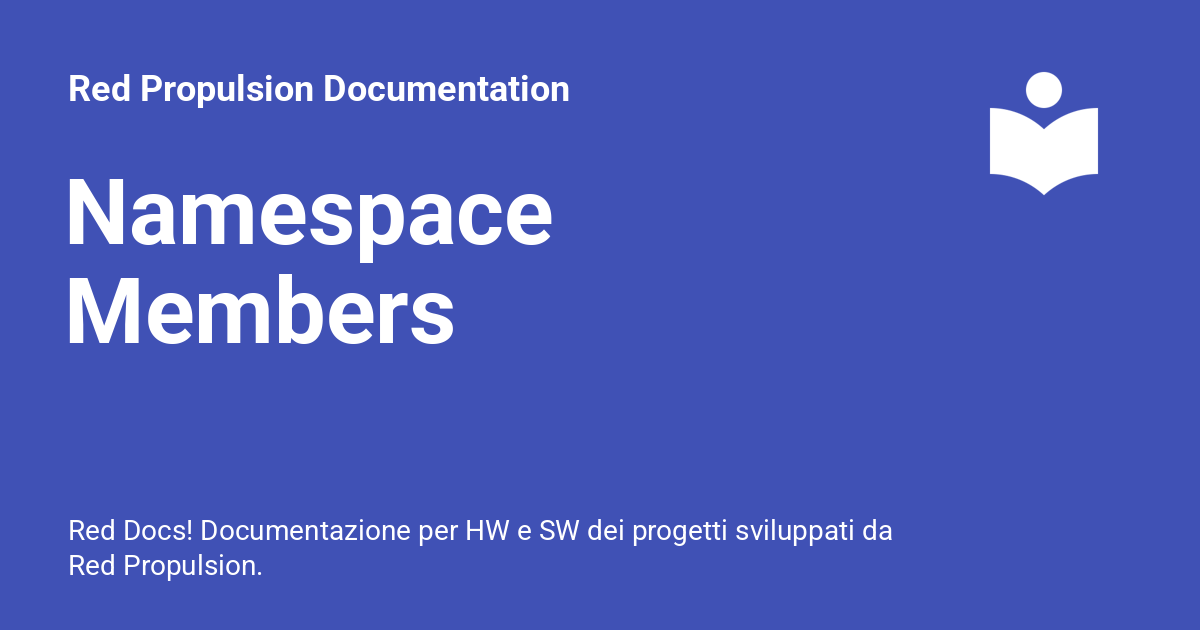 Red Propulsion Documentation
Namespace
Members
Red Docs! Documentazione per HW e SW dei progetti sviluppati da
Red Propulsion.